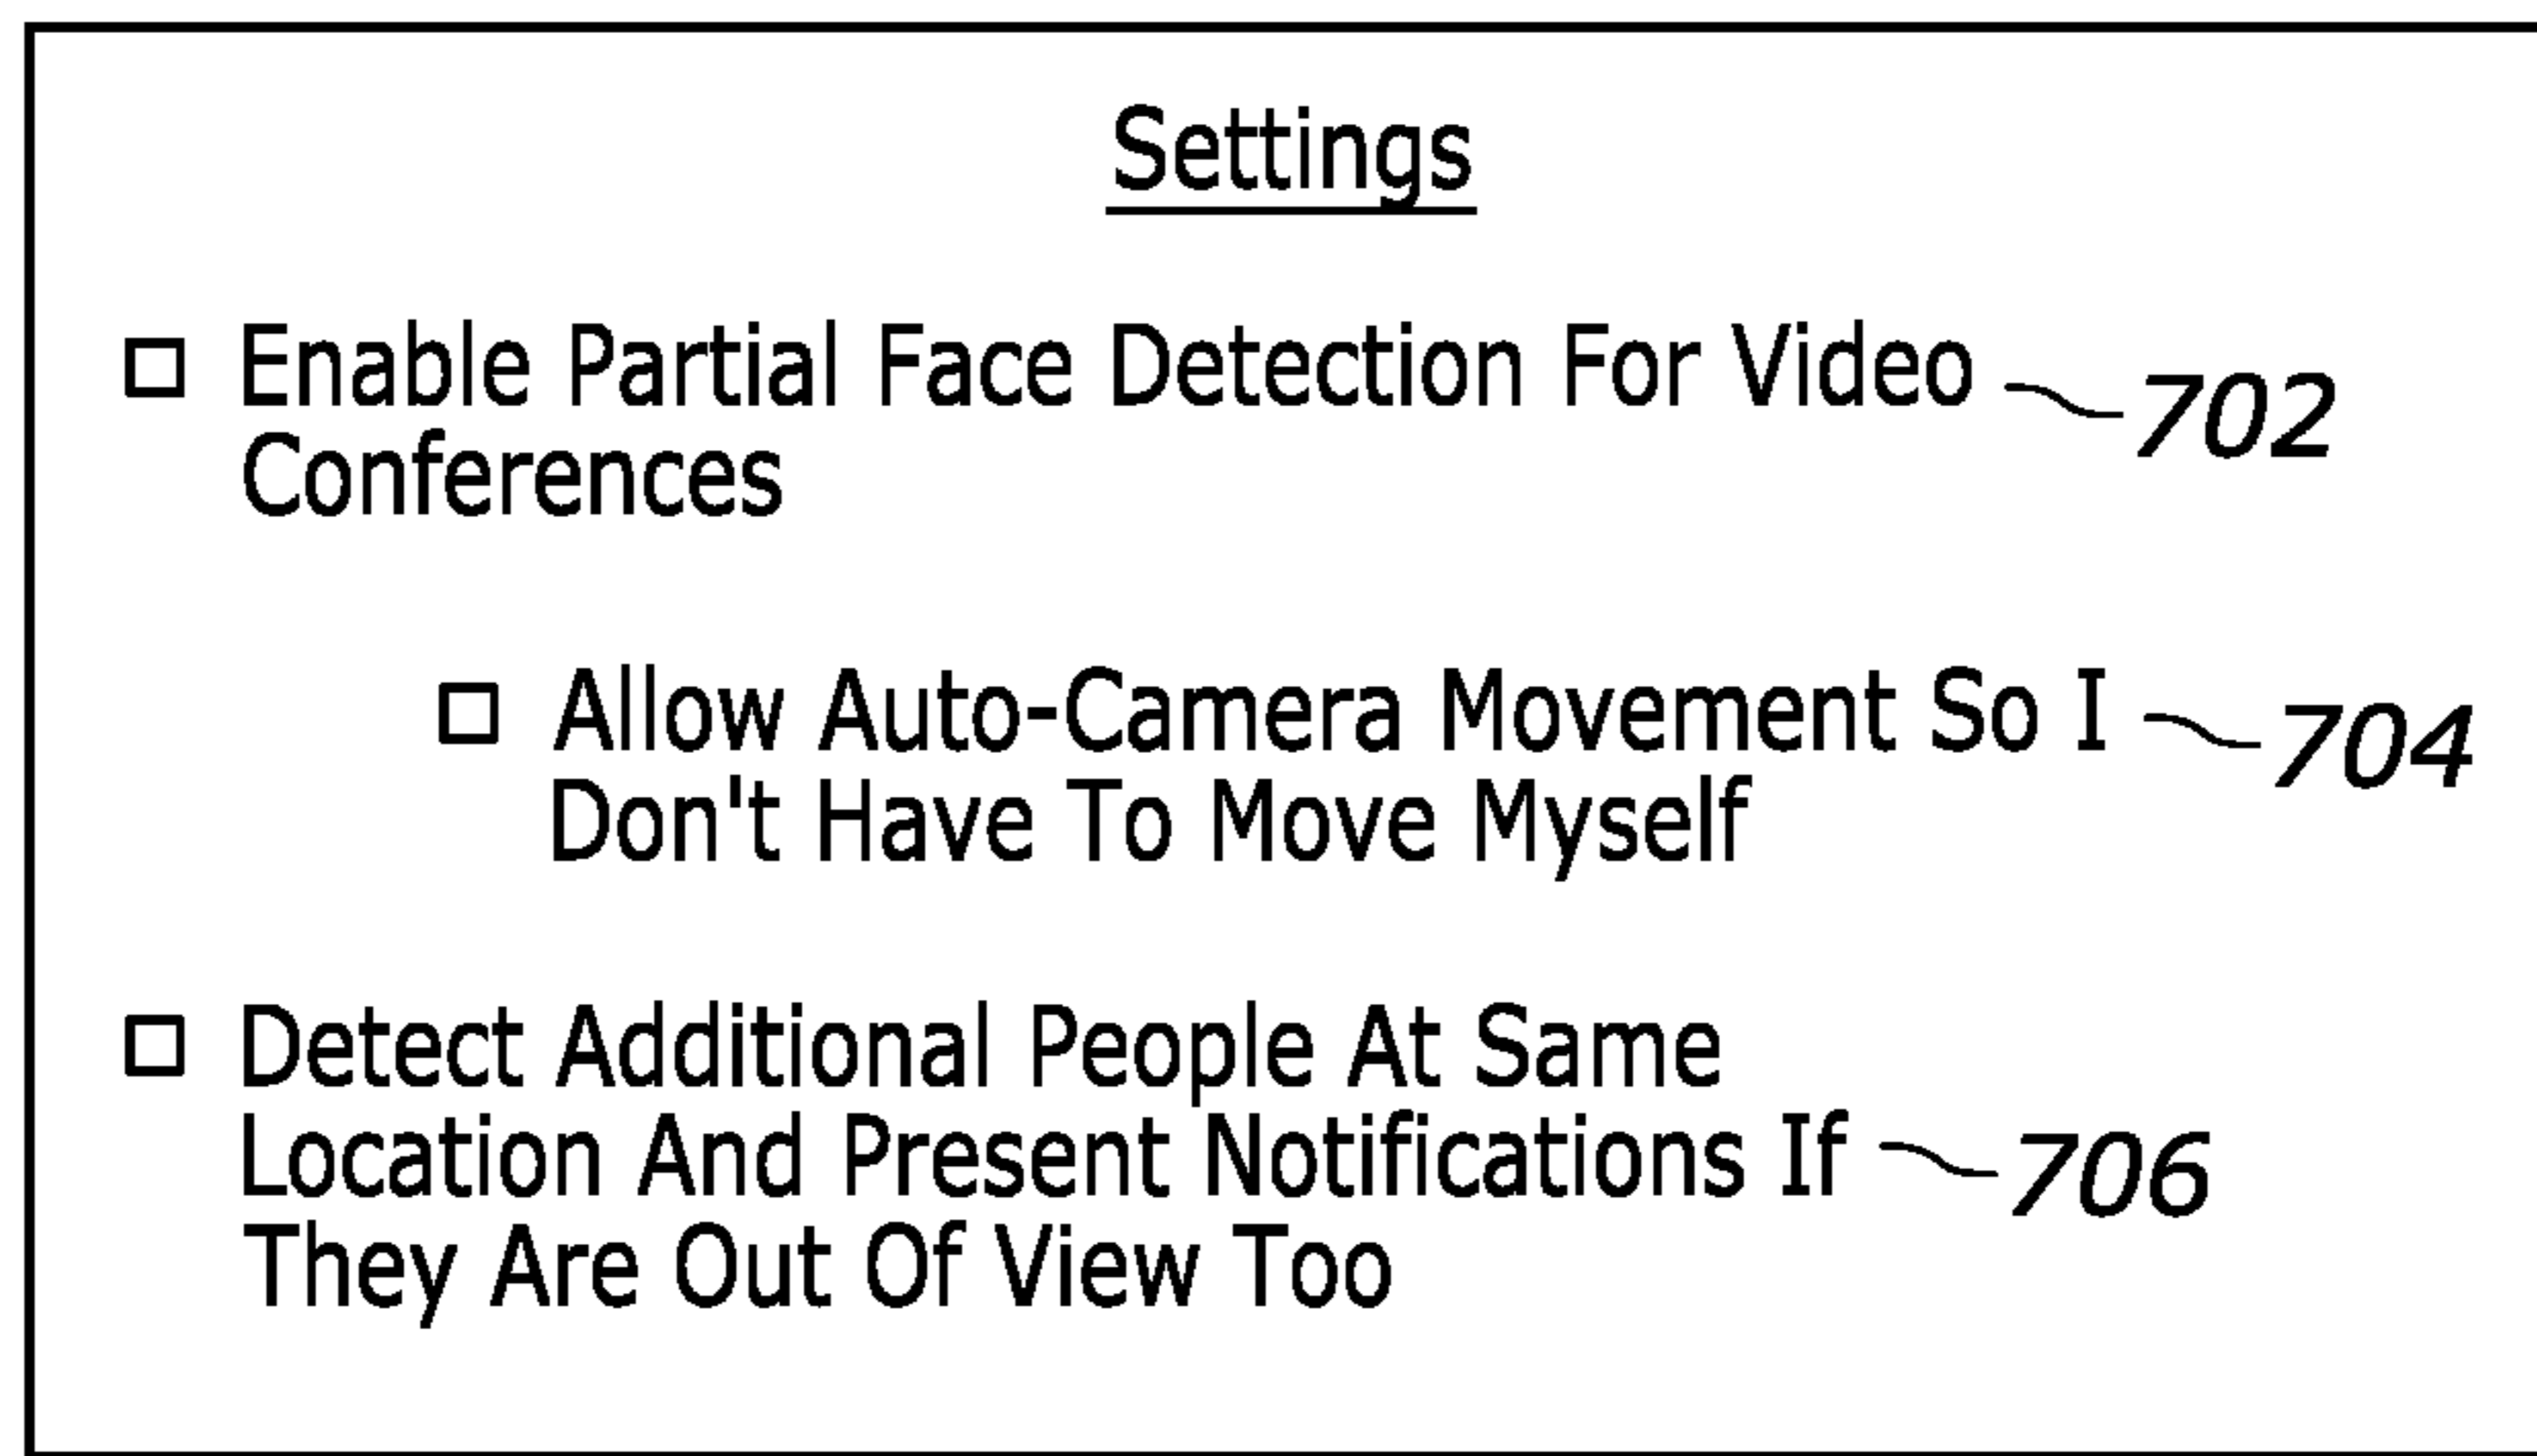 Settings
Enable Partial Face Detection For Video 702
Conferences
Allow Auto-Camera Movement So I 704
Don't Have To Move Myself
Detect Additional People At Same
Location And Present Notifications If 706
They Are Out Of View Too